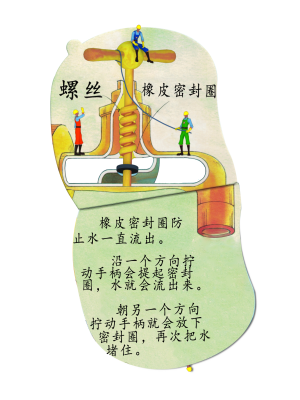 螺丝
橡皮密封圈
橡皮密封圈防
止水一直流出。
沿一个方向拧
动手柄会提起密封
圈，水就会流出来。
朝另一个方向
拧动手柄就会放下
密封圈，再次把水
堵住。